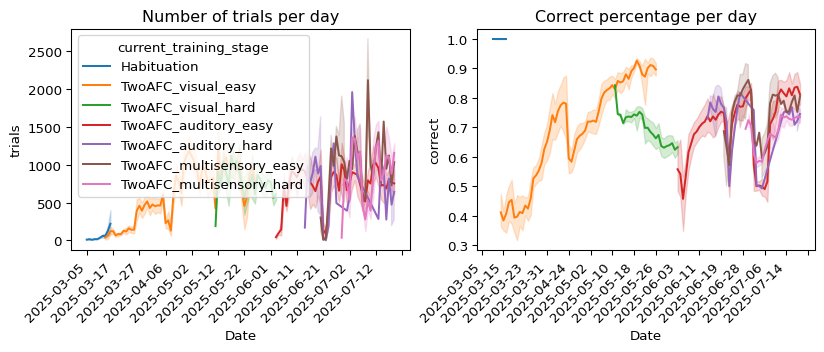 Number of trials per day
trials
2500
2000
1500
1000
500
0
current_training_stage
Habituation
TwoAFC_visual_easy
TwoAFC_visual_hard
TwoAFC_auditory_easy
TwoAFC_auditory_hard
TwoAFC_multisensory_easy
TwoAFC_multisensory_hard
2025-03-05
2025-03-17
2025-03-27
2025-04-06
2025-05-02
2025-05-12
2025-05-22
2025-06-01
2025-06-11
2025-06-21
2025-07-02
2025-07-12
Date
Correct percentage per day
correct
1.0
0.9
0.8
0.7
0.6
0.5
0.4
0.3
2025-03-05
2025-03-15
2025-03-23
2025-03-31
2025-04-24
2025-05-02
2025-05-10
2025-05-18
2025-05-26
2025-06-03
2025-06-11
2025-06-19
2025-06-28
2025-07-06
2025-07-14
Date